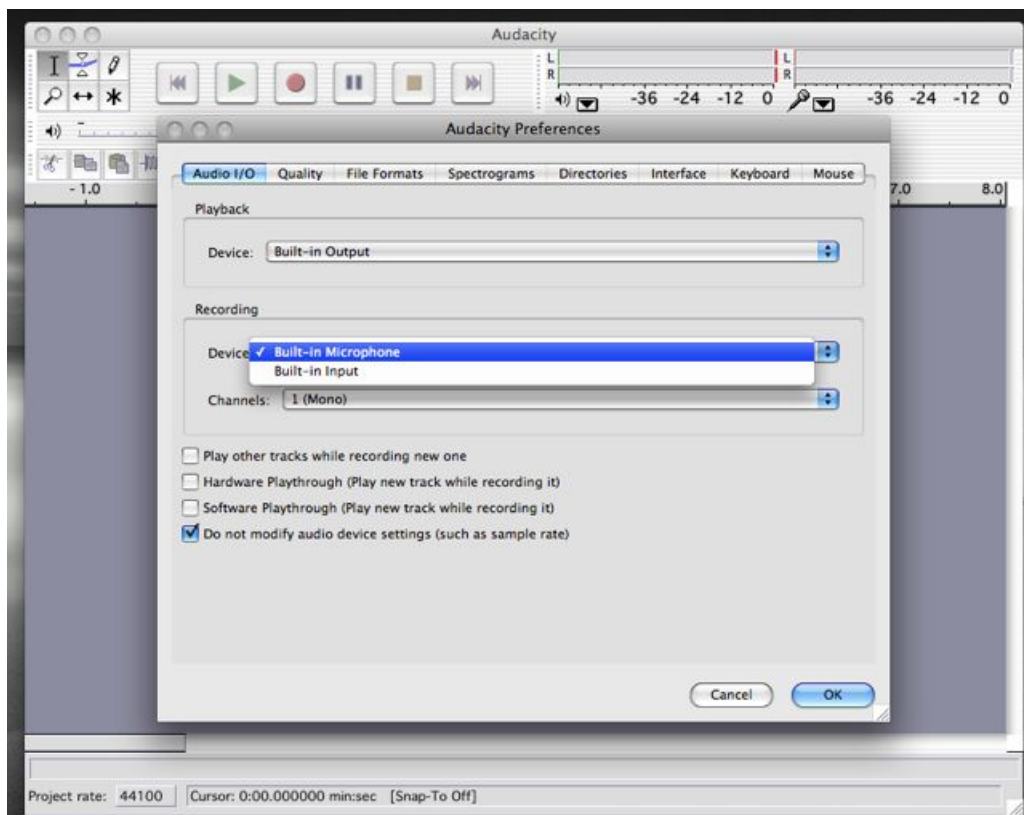 Audacity
L
R
L
R
-36 -24 -12 0
-36 -24 -12 0
Audacity Preferences
- 1.0
7.0 8.0
Audio I/O Quality File Formats Spectrograms Directories Interface Keyboard Mouse
Playback
Device: Built-in Output
Recording
Device ✓ Built-in Microphone
Built-in Input
Channels: 1 (Mono)
Play other tracks while recording new one
Hardware Playthrough (Play new track while recording it)
Software Playthrough (Play new track while recording it)
Do not modify audio device settings (such as sample rate)
Cancel OK
Project rate: 44100 Cursor: 0:00.000000 min:sec [Snap-To Off]